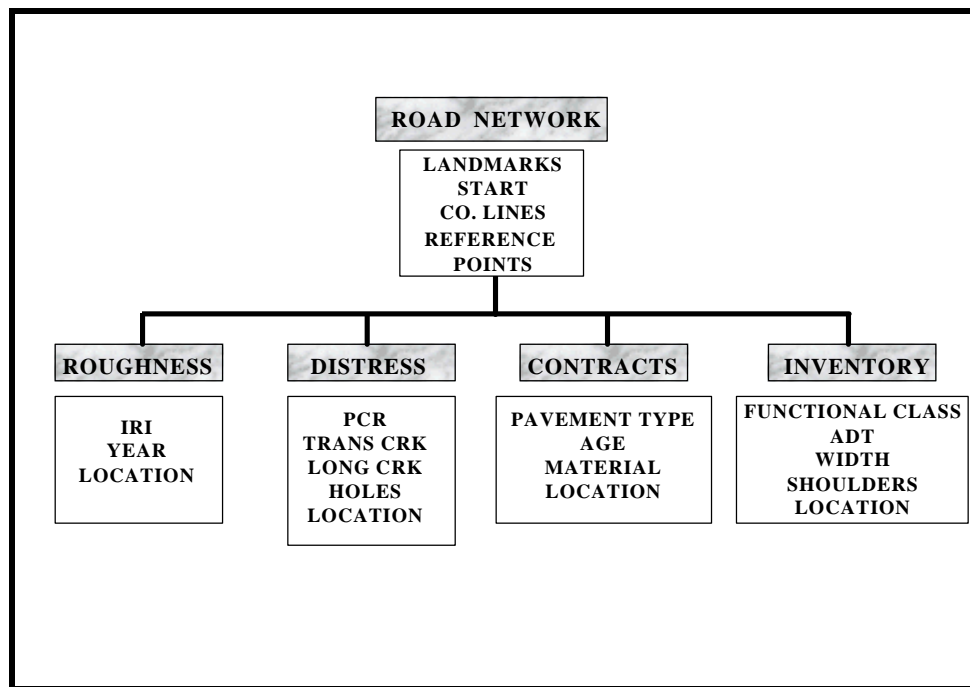 ROAD NETWORK
LANDMARKS
START
CO. LINES
REFERENCE
POINTS
ROUGHNESS
IRI
YEAR
LOCATION
DISTRESS
PCR
TRANS CRK
LONG CRK
HOLES
LOCATION
CONTRACTS
PAVEMENT TYPE
AGE
MATERIAL
LOCATION
INVENTORY
FUNCTIONAL CLASS
ADT
WIDTH
SHOULDERS
LOCATION